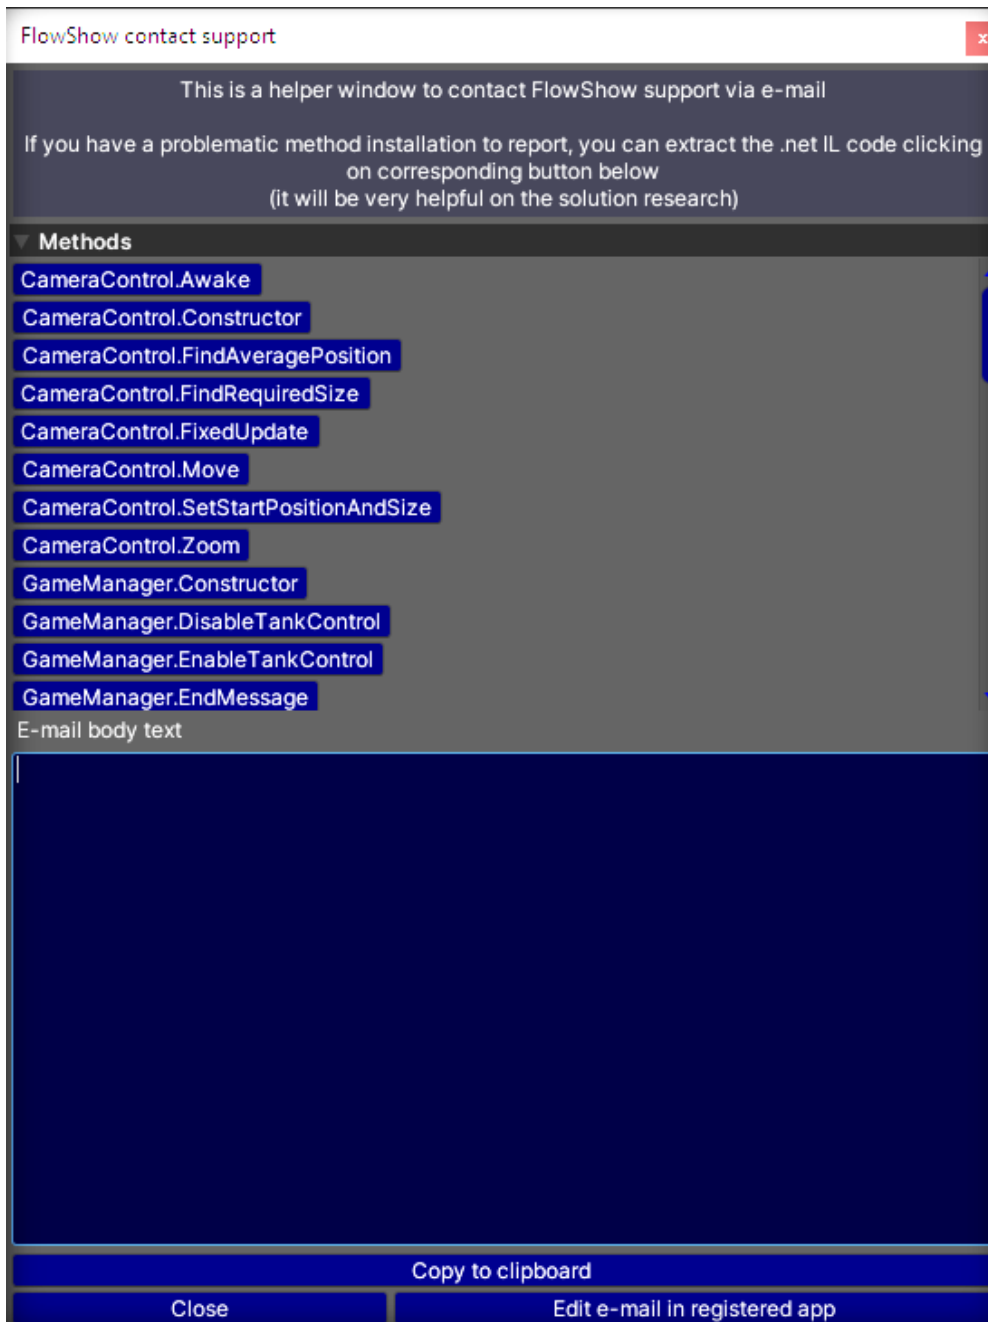 FlowShow contact support
x
This is a helper window to contact FlowShow support via e-mail
If you have a problematic method installation to report, you can extract the .net IL code clicking
on corresponding button below
(it will be very helpful on the solution research)
Methods
CameraControl.Awake
CameraControl.Constructor
CameraControl.FindAveragePosition
CameraControl.FindRequiredSize
CameraControl.FixedUpdate
CameraControl.Move
CameraControl.SetStartPositionAndSize
CameraControl.Zoom
GameManager.Constructor
GameManager.DisableTankControl
GameManager.EnableTankControl
GameManager.EndMessage
E-mail body text
Copy to clipboard
Close
Edit e-mail in registered app